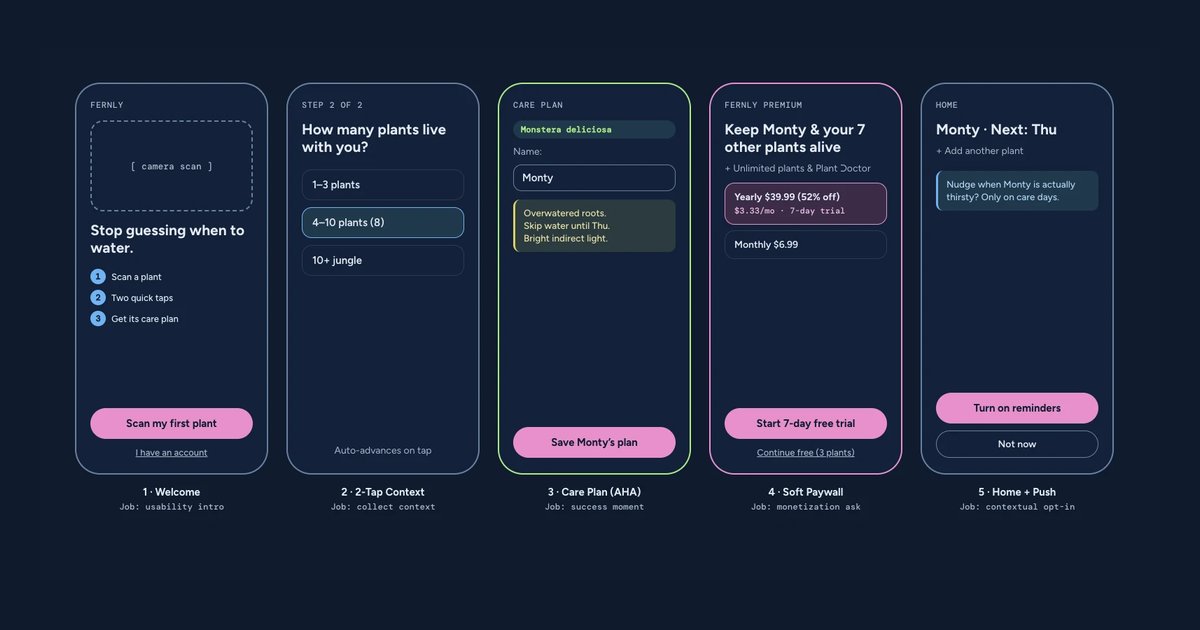 FERNLY
[ camera scan ]
Stop guessing when to
water.
1 Scan a plant
2 Two quick taps
3 Get its care plan
Scan my first plant
I have an account
1 · Welcome
Job: usability intro
STEP 2 OF 2
How many plants live
with you?
1–3 plants
4–10 plants (8)
10+ jungle
Auto-advances on tap
2 · 2-Tap Context
Job: collect context
CARE PLAN
Monstera deliciosa
Name:
Monty
Overwatered roots.
Skip water until Thu.
Bright indirect light.
Save Monty’s plan
3 · Care Plan (AHA)
Job: success moment
FERNLY PREMIUM
Keep Monty & your 7
other plants alive
+ Unlimited plants & Plant Doctor
Yearly $39.99 (52% off)
$3.33/mo · 7-day trial
Monthly $6.99
Start 7-day free trial
Continue free (3 plants)
4 · Soft Paywall
Job: monetization ask
HOME
Monty · Next: Thu
+ Add another plant
Nudge when Monty is actually
thirsty? Only on care days.
Turn on reminders
Not now
5 · Home + Push
Job: contextual opt-in